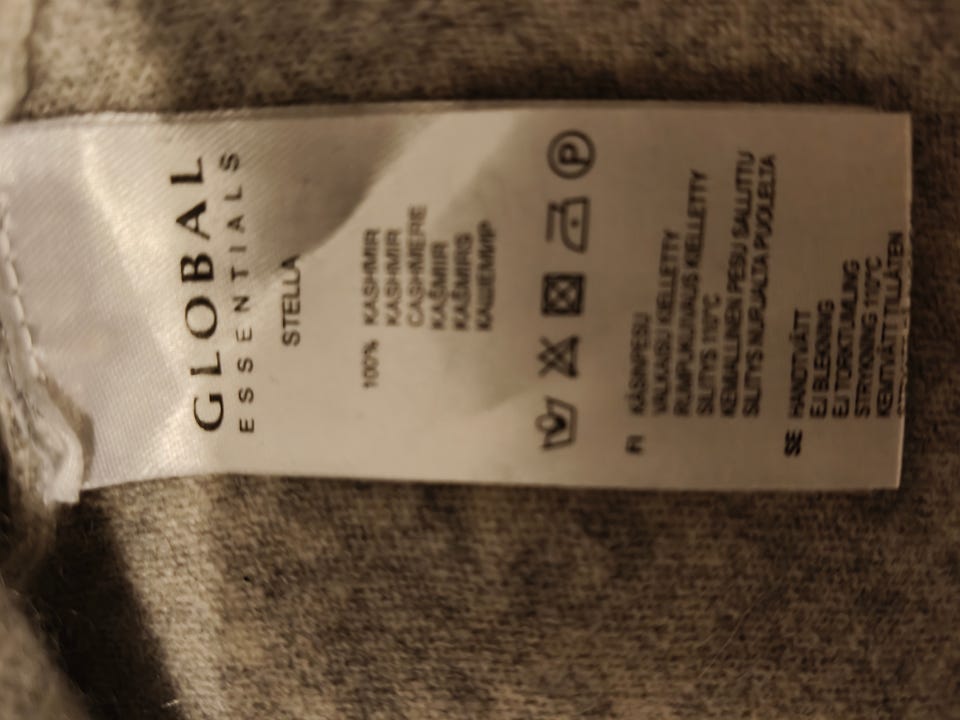 GLOBAL
ESSENTIALS
STELLA
100% KASHMIR
KASHMIR
CASHMERE
KAŠMIIR
KAŠMIRS
КАШЕМИР
P
FI KÄSINPESU
VALKAISU KIELLETTY
RUMPUKUIVAUS KIELLETTY
SILITYS 110°C
KEMIALLINEN PESU SALLITTU
SILITYS NURJALTA PUOLELTA
SE HANDTVÄTT
EJ BLEKNING
EJ TORKTUMLING
STRYKNING 110°C
KEMTVÄTT TILLÅTEN